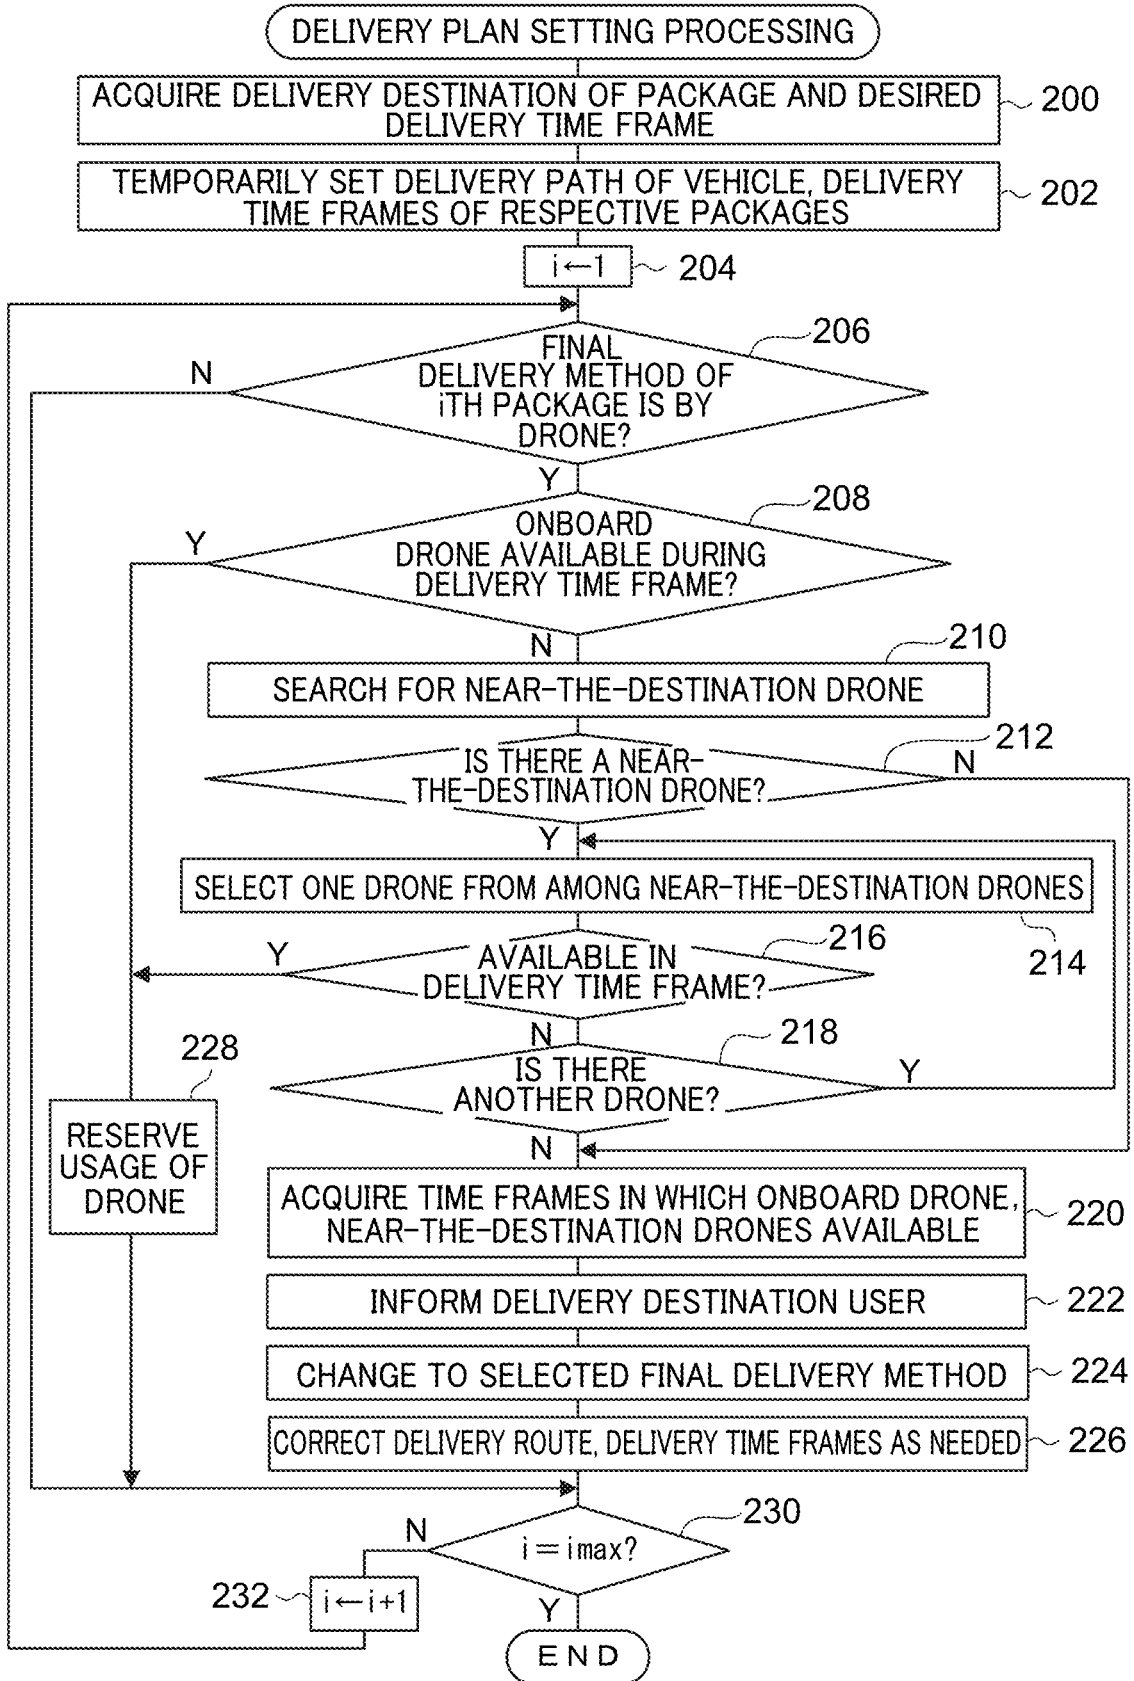 DELIVERY PLAN SETTING PROCESSING
ACQUIRE DELIVERY DESTINATION OF PACKAGE AND DESIRED
DELIVERY TIME FRAME
200
TEMPORARILY SET DELIVERY PATH OF VEHICLE, DELIVERY
TIME FRAMES OF RESPECTIVE PACKAGES
202
i←1
204
206
FINAL
DELIVERY METHOD OF
iTH PACKAGE IS BY
DRONE?
N
Y
208
ONBOARD
DRONE AVAILABLE DURING
DELIVERY TIME FRAME?
Y
N
210
SEARCH FOR NEAR-THE-DESTINATION DRONE
212
IS THERE A NEAR-
THE-DESTINATION DRONE?
N
Y
SELECT ONE DRONE FROM AMONG NEAR-THE-DESTINATION DRONES
214
216
AVAILABLE IN
DELIVERY TIME FRAME?
Y
N
218
IS THERE
ANOTHER DRONE?
Y
N
228
RESERVE
USAGE OF
DRONE
ACQUIRE TIME FRAMES IN WHICH ONBOARD DRONE,
NEAR-THE-DESTINATION DRONES AVAILABLE
220
INFORM DELIVERY DESTINATION USER
222
CHANGE TO SELECTED FINAL DELIVERY METHOD
224
CORRECT DELIVERY ROUTE, DELIVERY TIME FRAMES AS NEEDED
226
230
i=imax?
N
Y
232
i←i+1
END